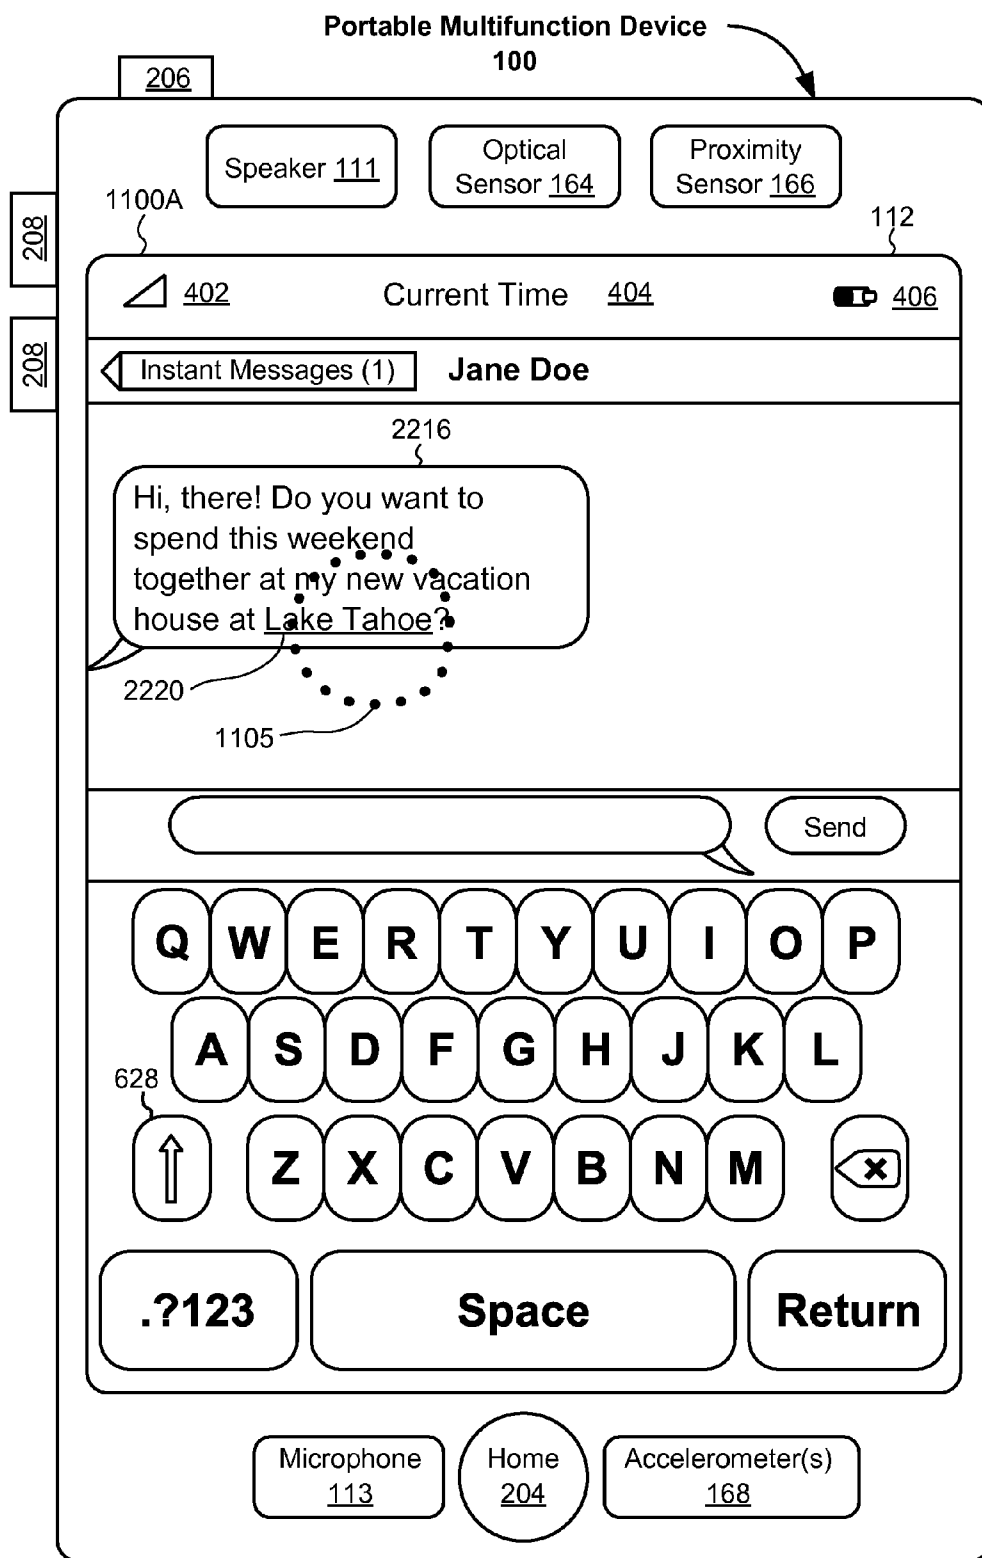 Portable Multifunction Device
100
206
Speaker 111
Optical
Sensor 164
Proximity
Sensor 166
208
208
1100A
112
402
Current Time 404
406
Instant Messages (1)
Jane Doe
2216
Hi, there! Do you want to
spend this weekend
together at my new vacation
house at Lake Tahoe?
2220
1105
Send
Q W E R T Y U I O P
A S D F G H J K L
628
Z X C V B N M
.?123
Space
Return
Microphone
113
Home
204
Accelerometer(s)
168